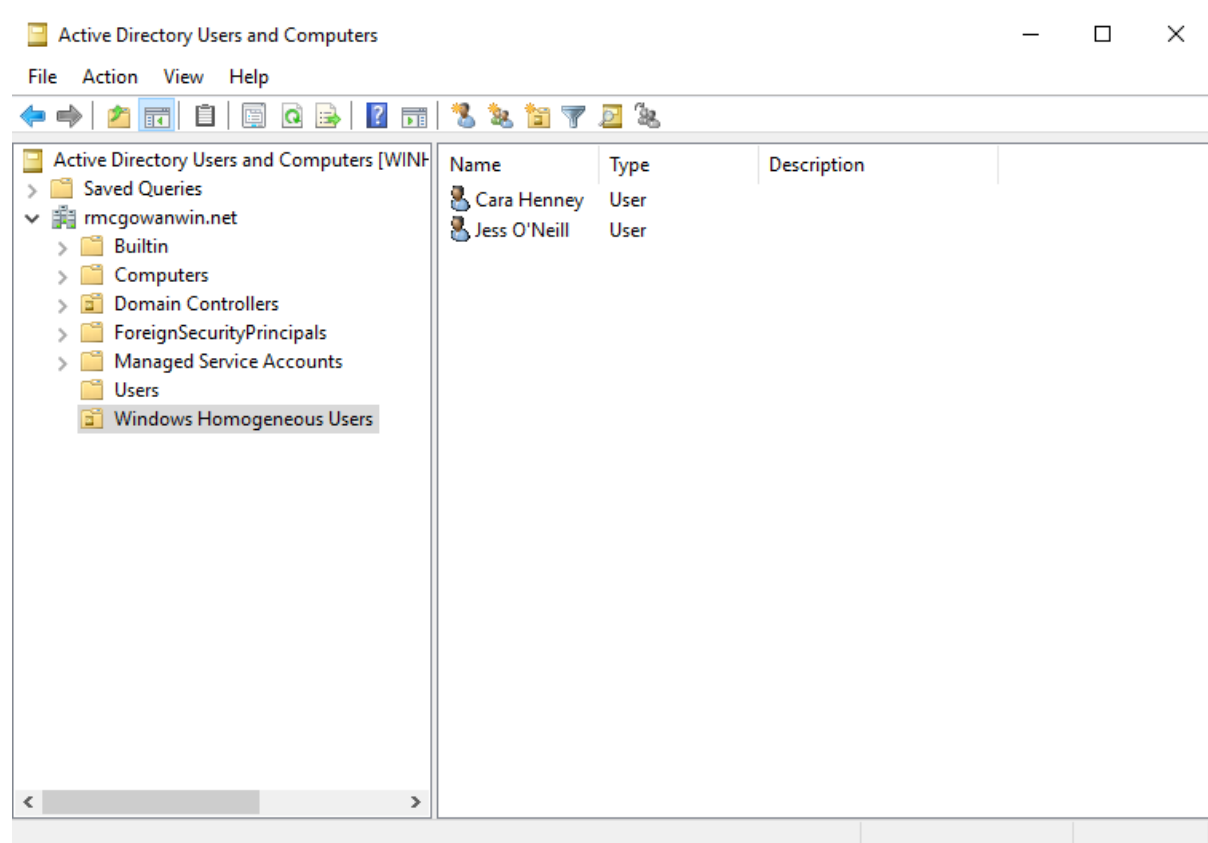 Active Directory Users and Computers
File Action View Help
Active Directory Users and Computers [WINH
Saved Queries
rmcgowanwin.net
Builtin
Computers
Domain Controllers
ForeignSecurityPrincipals
Managed Service Accounts
Users
Windows Homogeneous Users
Name Type Description
Cara Henney User
Jess O'Neill User